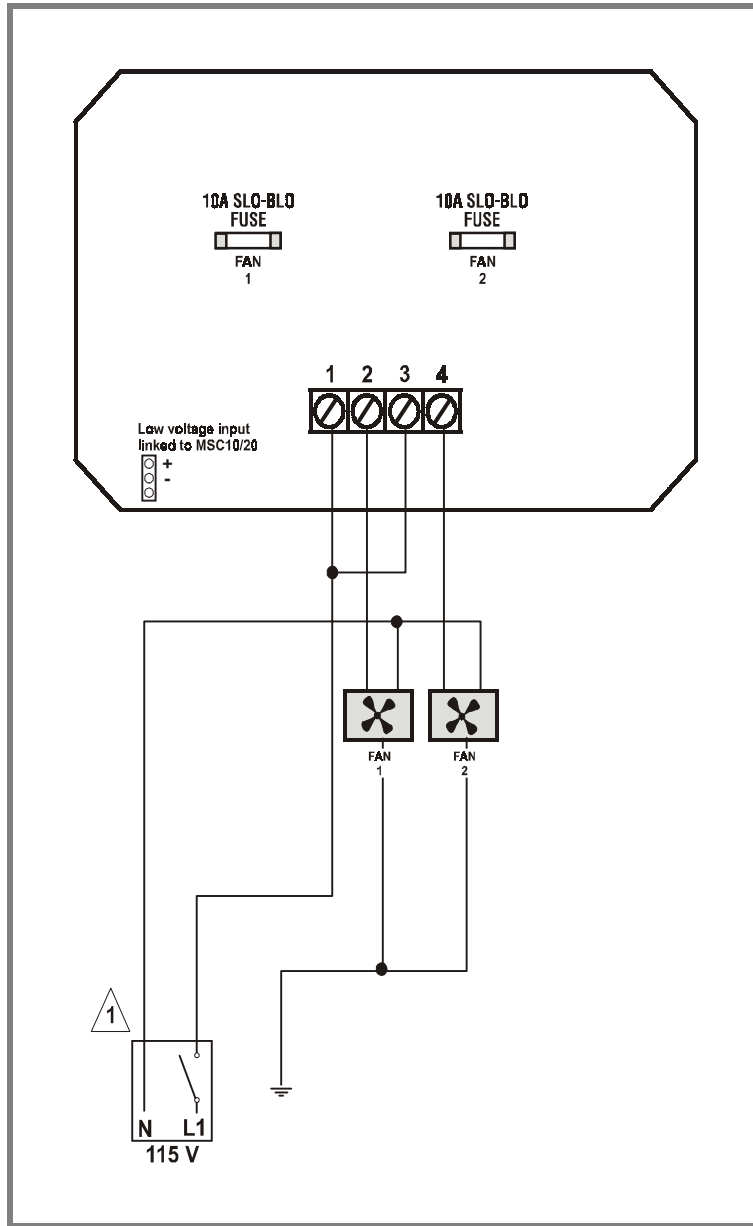 10A SLO-BLO
FUSE
FAN
1
10A SLO-BLO
FUSE
FAN
2
1 2 3 4
Low voltage input
linked to MSC10/20
+
-
FAN
1
FAN
2
1
N L1
115 V